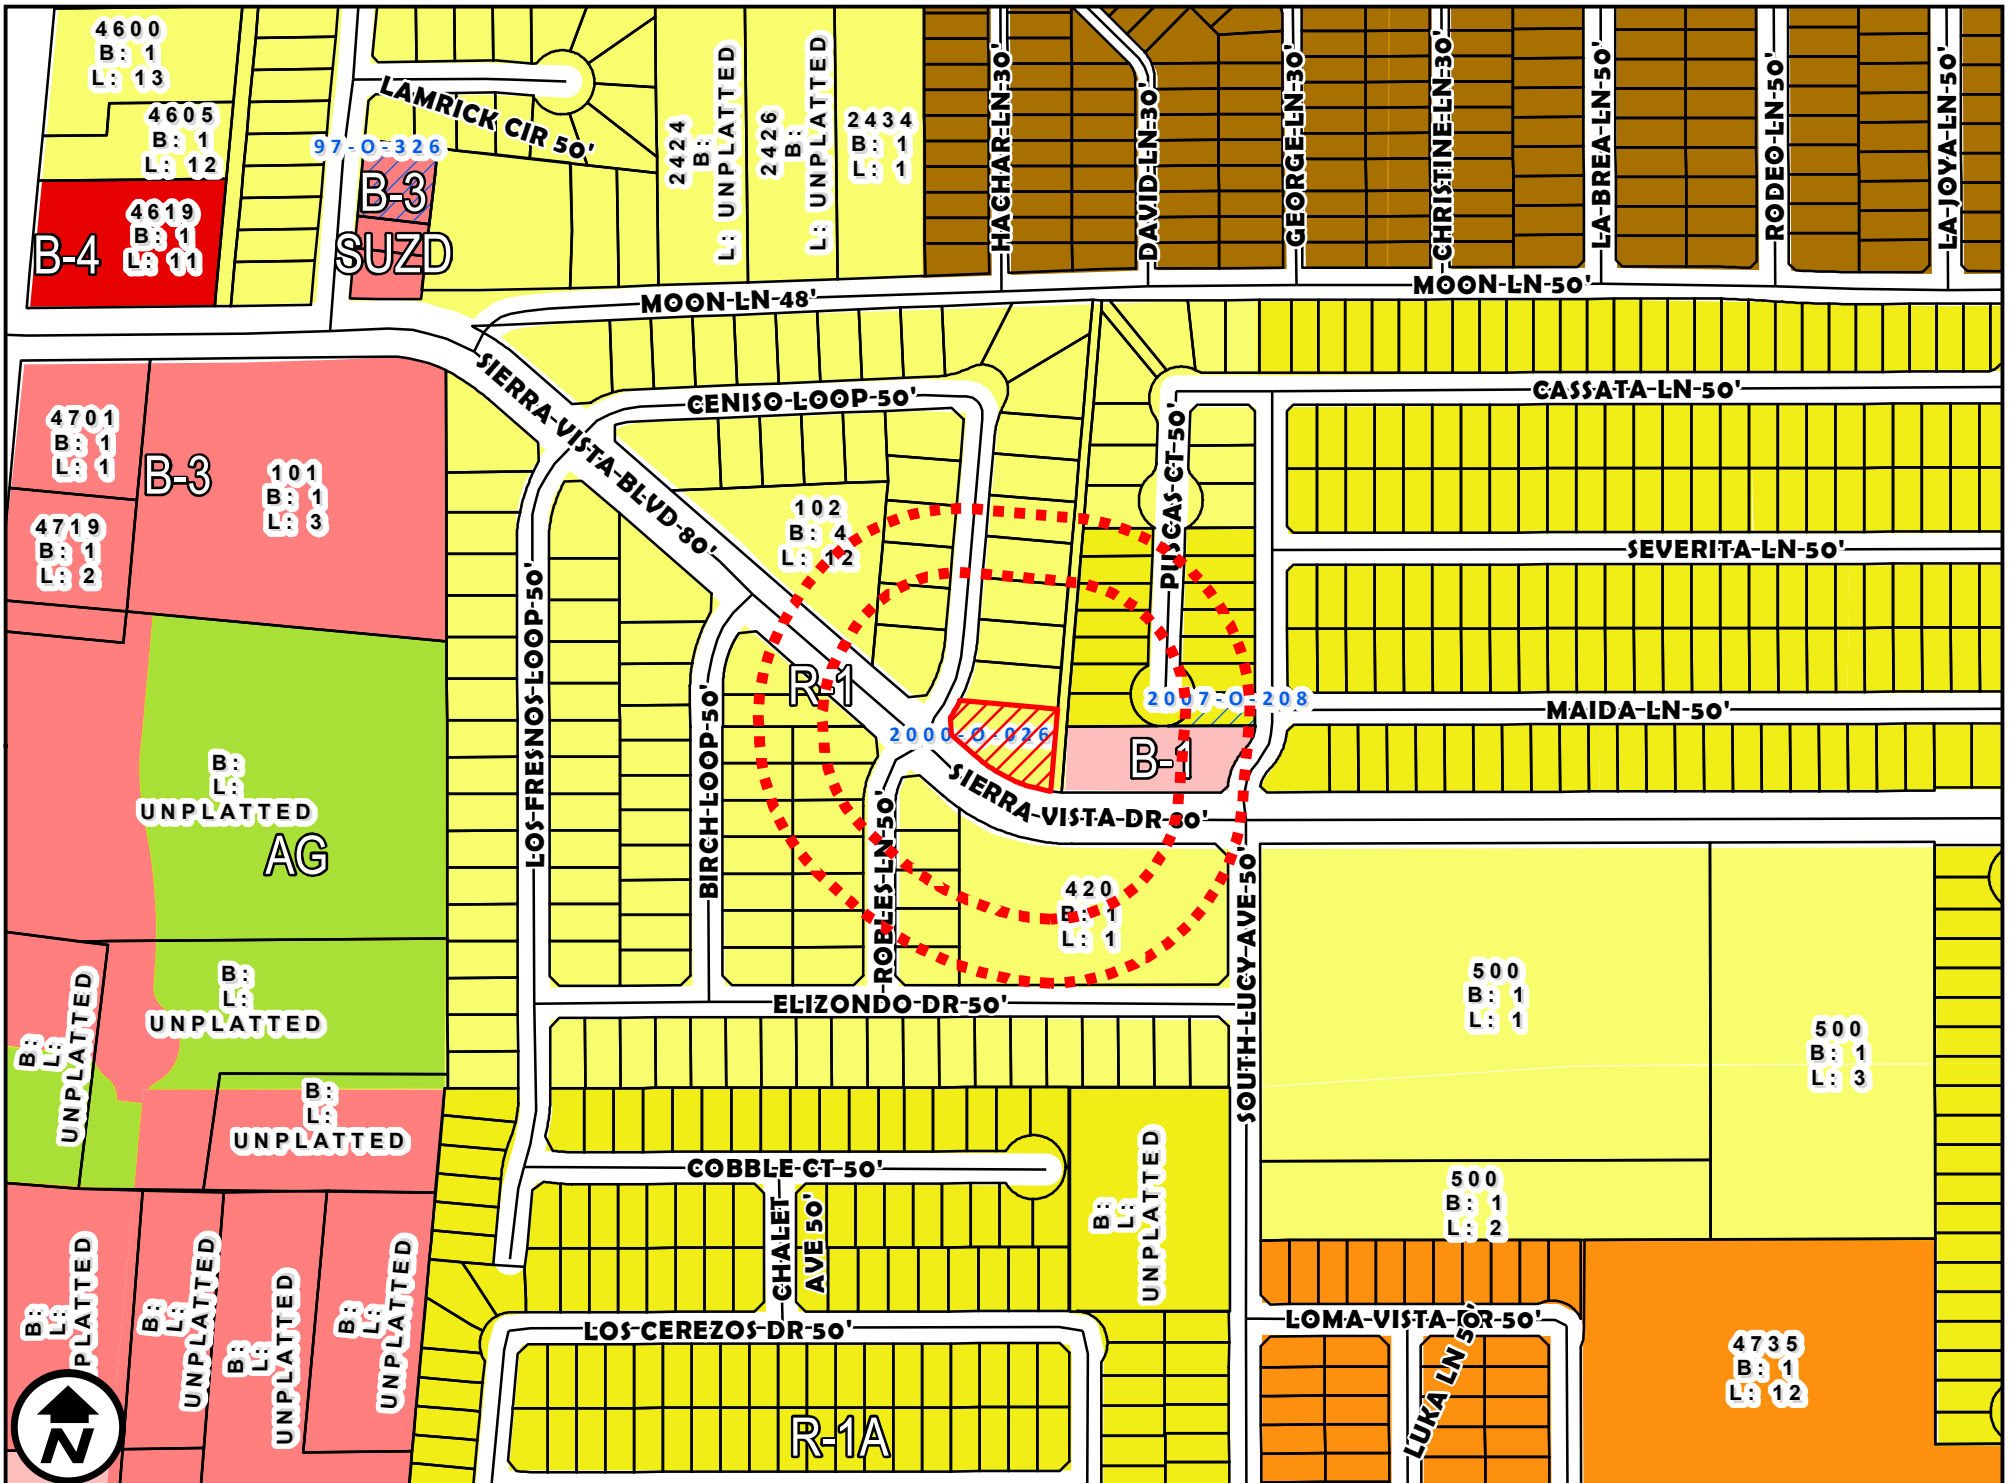 4600
B: 1
L: 13
4605
B: 1
L: 12
97-O-326
B-3
SUZD
4619
B: 1
L: 11
B-4
LAMRICK CIR 50'
2424
B:
L: UNPLATTED
2426
B:
L: UNPLATTED
2434
B: 1
L: 1
HACHAR-LN-30'
DAVID-LN-30'
GEORGE-LN-30'
CHRISTINE-LN-30'
LA-BREA-LN-50'
RODEO-LN-50'
LA-JOYA-LN-50'
MOON-LN-48'
MOON-LN-50'
SIERRA-VISTA-BLVD-80'
CENISO-LOOP-50'
PUSCAS-CT-50'
CASSATA-LN-50'
4701
B: 1
L: 1
B-3
101
B: 1
L: 3
4719
B: 1
L: 2
102
B: 4
L: 12
SEVERITA-LN-50'
LOS-FRESNOS-LOOP-50'
BIRCH-LOOP-50'
R-1
2000-O-026
2007-O-208
MAIDA-LN-50'
B-1
SIERRA-VISTA-DR-80'
ROBLES-LN-50'
B:
L:
UNPLATTED
AG
420
B: 1
L: 1
SOUTH-LUCY-AVE-50'
B:
L:
UNPLATTED
B:
L:
UNPLATTED
ELIZONDO-DR-50'
500
B: 1
L: 1
500
B: 1
L: 3
B:
L:
UNPLATTED
COBBLE-CT-50'
CHALET
AVE 50'
B:
L:
UNPLATTED
500
B: 1
L: 2
B:
L:
UNPLATTED
B:
L:
UNPLATTED
B:
L:
UNPLATTED
B:
L:
UNPLATTED
LOS-CEREZOS-DR-50'
LOMA-VISTA-DR-50'
LUKA LN 50'
4735
B: 1
L: 12
R-1A
N